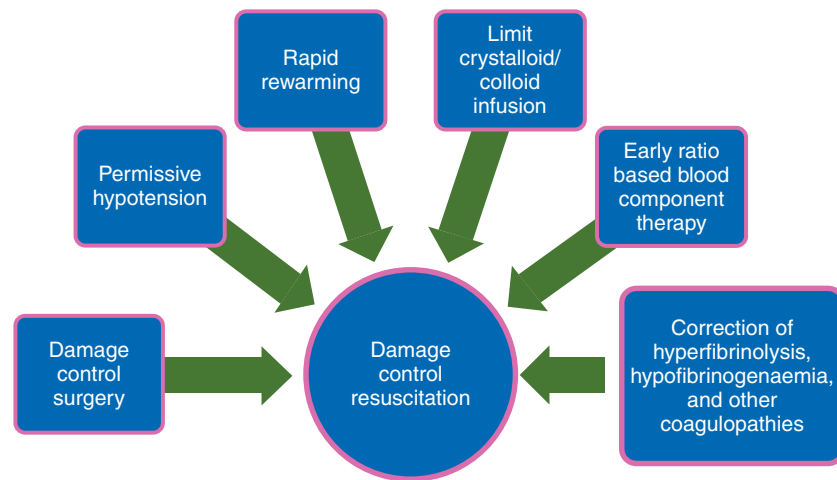 Rapid
rewarming
Limit
crystalloid/
colloid
infusion
Permissive
hypotension
Early ratio
based blood
component
therapy
Damage
control
surgery
Damage
control
resuscitation
Correction of
hyperfibrinolysis,
hypofibrinogenaemia,
and other
coagulopathies